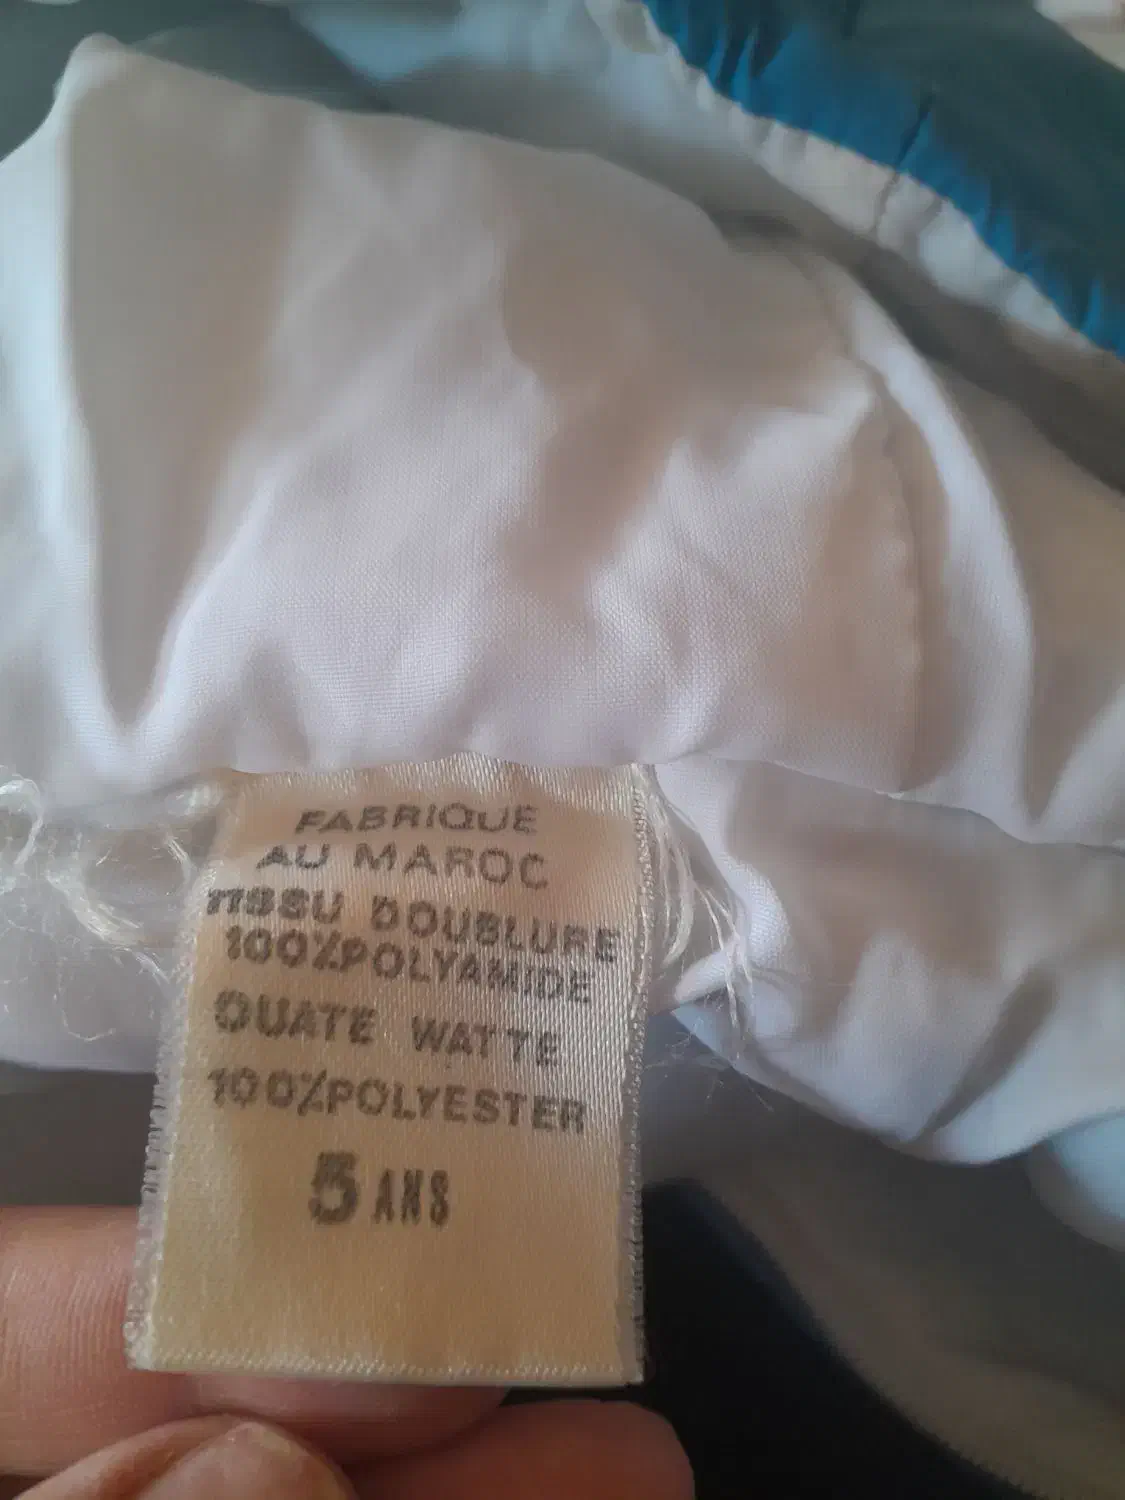 FABRIQUE
AU MAROC
TISSU DOUBLURE
100%POLYAMIDE
OUATE WATTE
100%POLYESTER
5 ANS